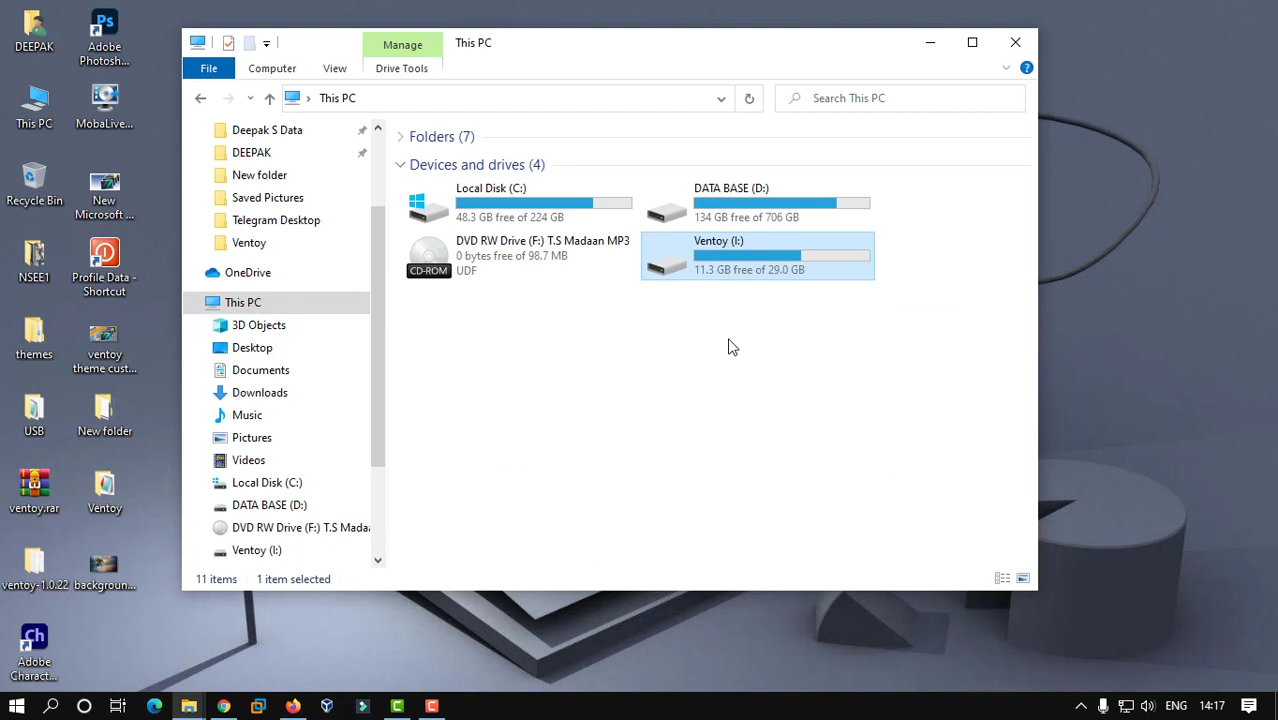 DEEPAK
Adobe
Photosh...
This PC
MobaLive...
Recycle Bin
New
Microsoft ...
NSEE1
Profile Data -
Shortcut
themes
ventoy
theme cust...
USB
New folder
ventoy.rar
Ventoy
ventoy-1.0.22
backgroun...
Adobe
Charact...
Manage
This PC
File
Computer
View
Drive Tools
This PC
Search This PC
Deepak S Data
DEEPAK
New folder
Saved Pictures
Telegram Desktop
Ventoy
OneDrive
This PC
3D Objects
Desktop
Documents
Downloads
Music
Pictures
Videos
Local Disk (C:)
DATA BASE (D:)
DVD RW Drive (F:) T.S Madaa
Ventoy (I:)
Folders (7)
Devices and drives (4)
Local Disk (C:)
48.3 GB free of 224 GB
DATA BASE (D:)
134 GB free of 706 GB
CD-ROM
DVD RW Drive (F:) T.S Madaan MP3
0 bytes free of 98.7 MB
UDF
Ventoy (I:)
11.3 GB free of 29.0 GB
11 items
1 item selected
ENG
14:17